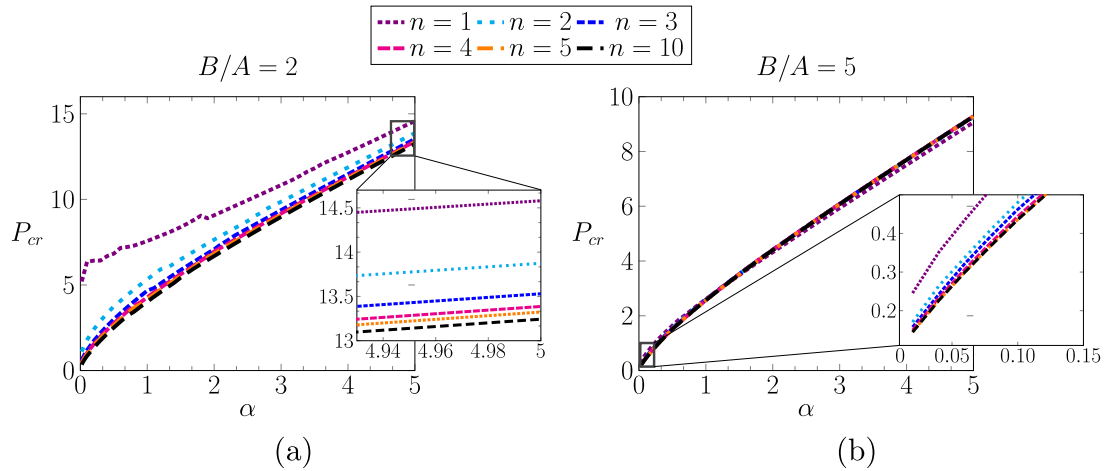 n = 1 n = 2 n = 3
n = 4 n = 5 n = 10
B/A = 2
B/A = 5
15
10
5
0
P_cr
0 1 2 3 4 5
α
14.5
14
13.5
13
4.94 4.96 4.98 5
(a)
10
8
6
4
2
0
P_cr
0 1 2 3 4 5
α
0.4
0.3
0.2
0 0.05 0.10 0.15
(b)